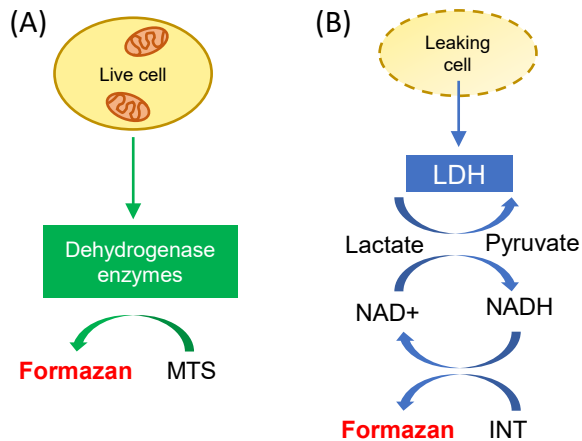 (A)
Live cell
Dehydrogenase
enzymes
Formazan MTS
(B)
Leaking
cell
LDH
Lactate Pyruvate
NAD+ NADH
Formazan INT